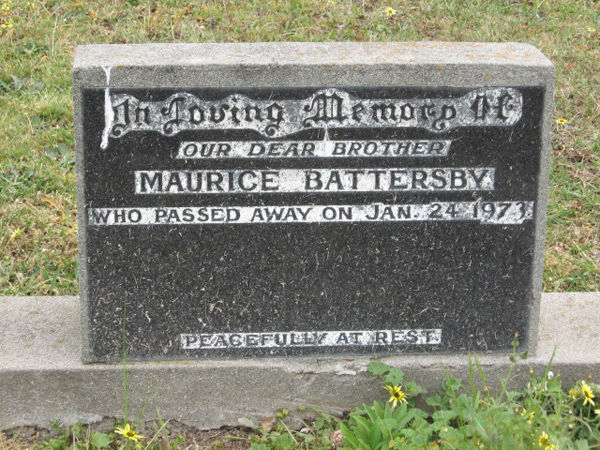 In Loving Memory Of
OUR DEAR BROTHER
MAURICE BATTERSBY
WHO PASSED AWAY ON JAN. 24 1973
PEACEFULLY AT REST.